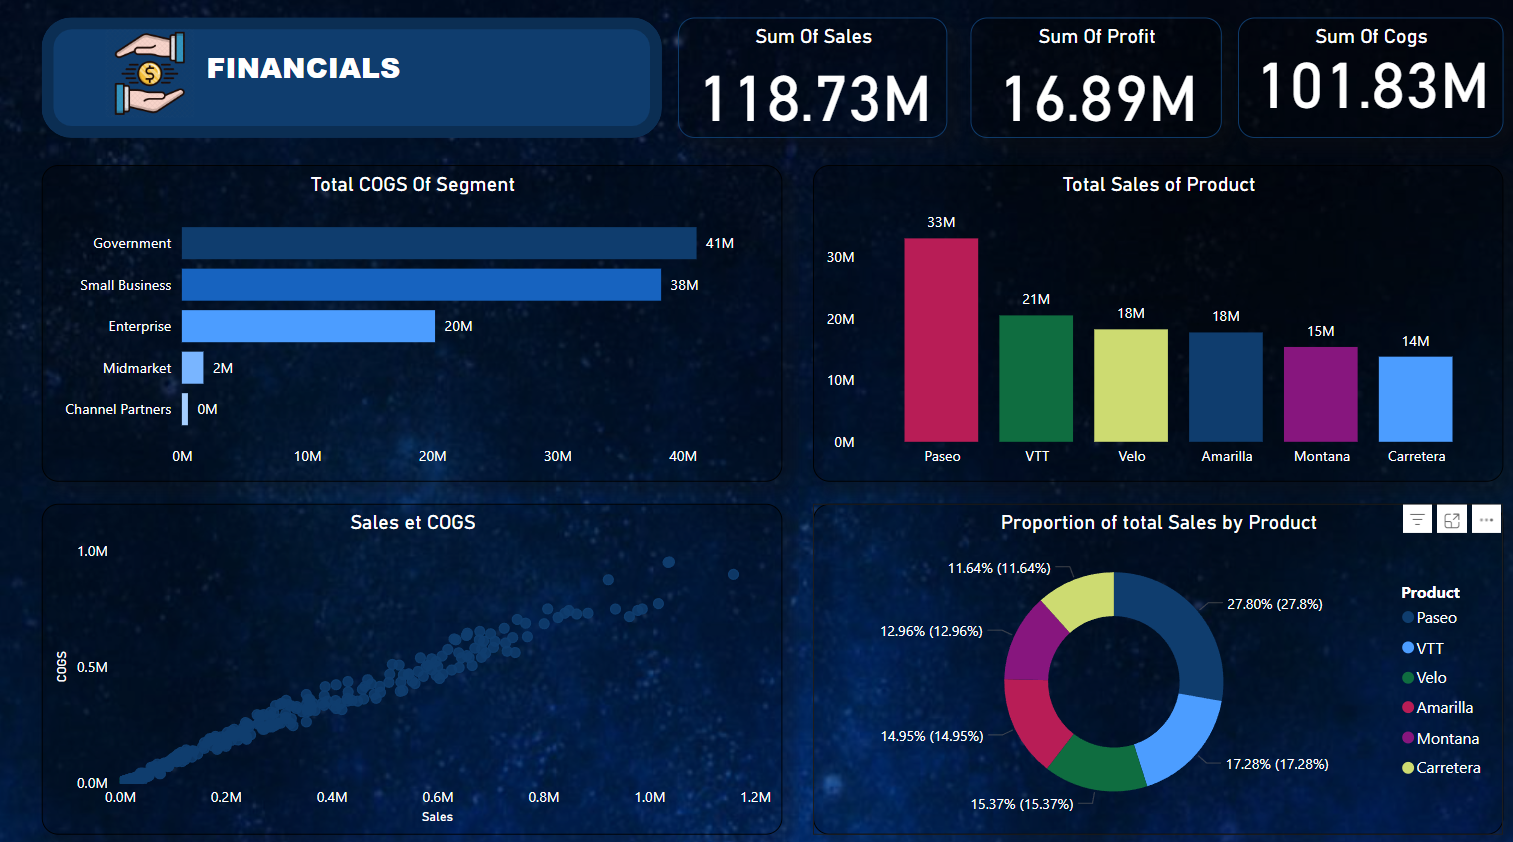 FINANCIALS
Sum Of Sales
118.73M
Sum Of Profit
16.89M
Sum Of Cogs
101.83M
Total COGS Of Segment
Government 41M
Small Business 38M
Enterprise 20M
Midmarket 2M
Channel Partners 0M
0M 10M 20M 30M 40M
Total Sales of Product
33M
30M
21M
20M
18M
18M
15M
14M
10M
0M
Paseo VTT Velo Amarilla Montana Carretera
Sales et COGS
1.0M
COGS
0.5M
0.0M
0.0M 0.2M 0.4M 0.6M 0.8M 1.0M 1.2M
Sales
Proportion of total Sales by Product
11.64% (11.64%)
27.80% (27.8%)
12.96% (12.96%)
14.95% (14.95%)
17.28% (17.28%)
15.37% (15.37%)
Product
Paseo
VTT
Velo
Amarilla
Montana
Carretera